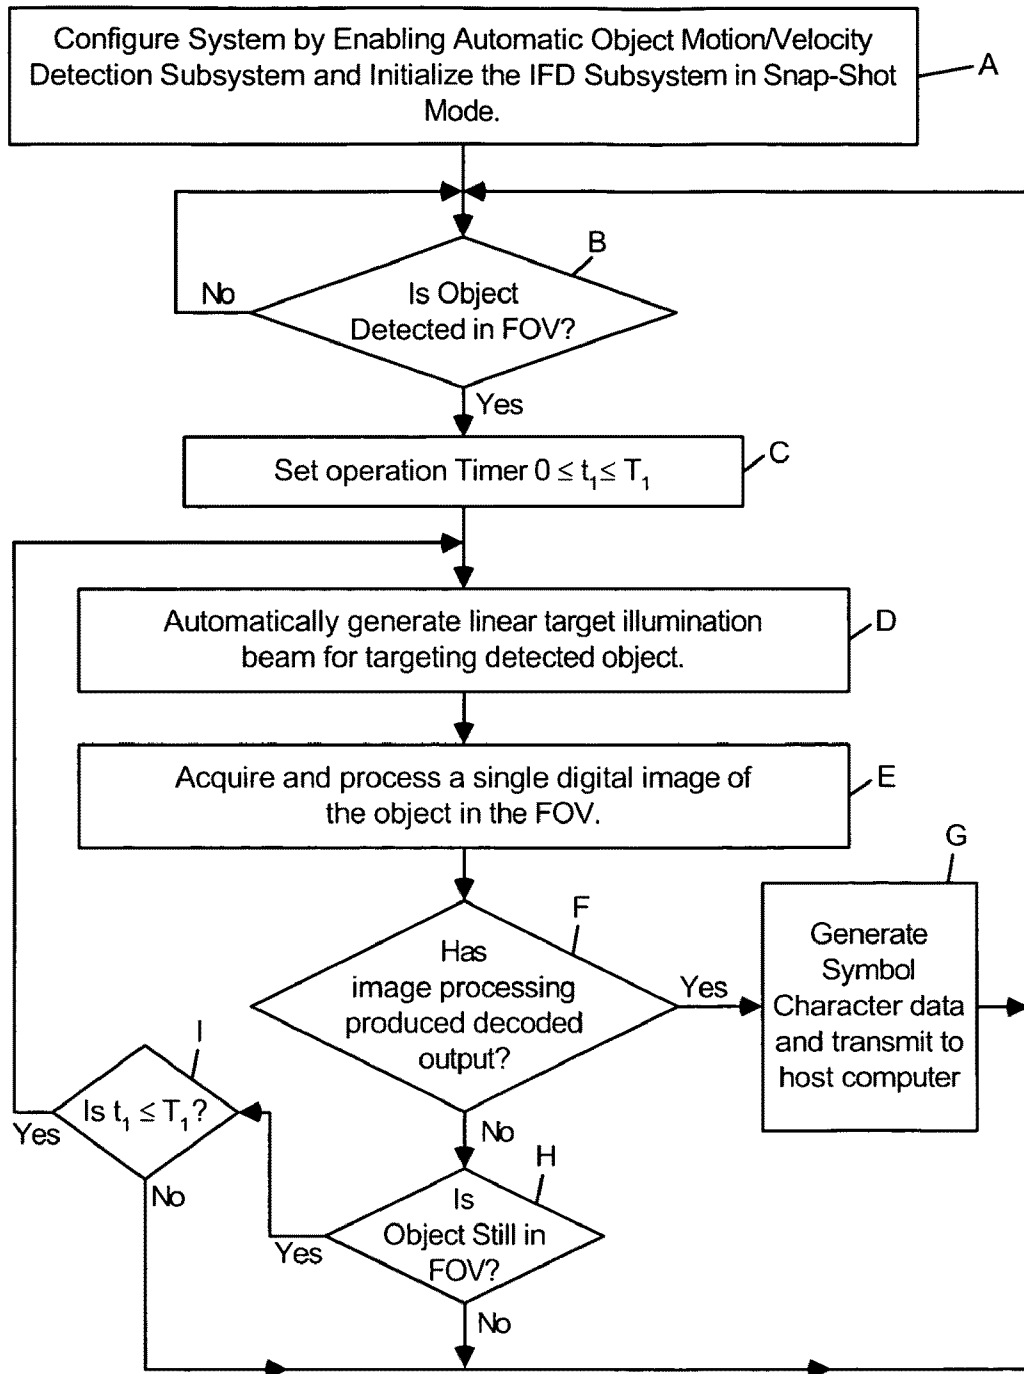 Configure System by Enabling Automatic Object Motion/Velocity
Detection Subsystem and Initialize the IFD Subsystem in Snap-Shot
Mode.
A
B
Is Object
Detected in FOV?
No
Yes
Set operation Timer 0 ≤ t₁ ≤ T₁
C
Automatically generate linear target illumination
beam for targeting detected object.
D
Acquire and process a single digital image of
the object in the FOV.
E
F
Has
image processing
produced decoded
output?
Yes
G
Generate
Symbol
Character data
and transmit to
host computer
No
I
Is t₁ ≤ T₁?
Yes
No
H
Is
Object Still in
FOV?
Yes
No